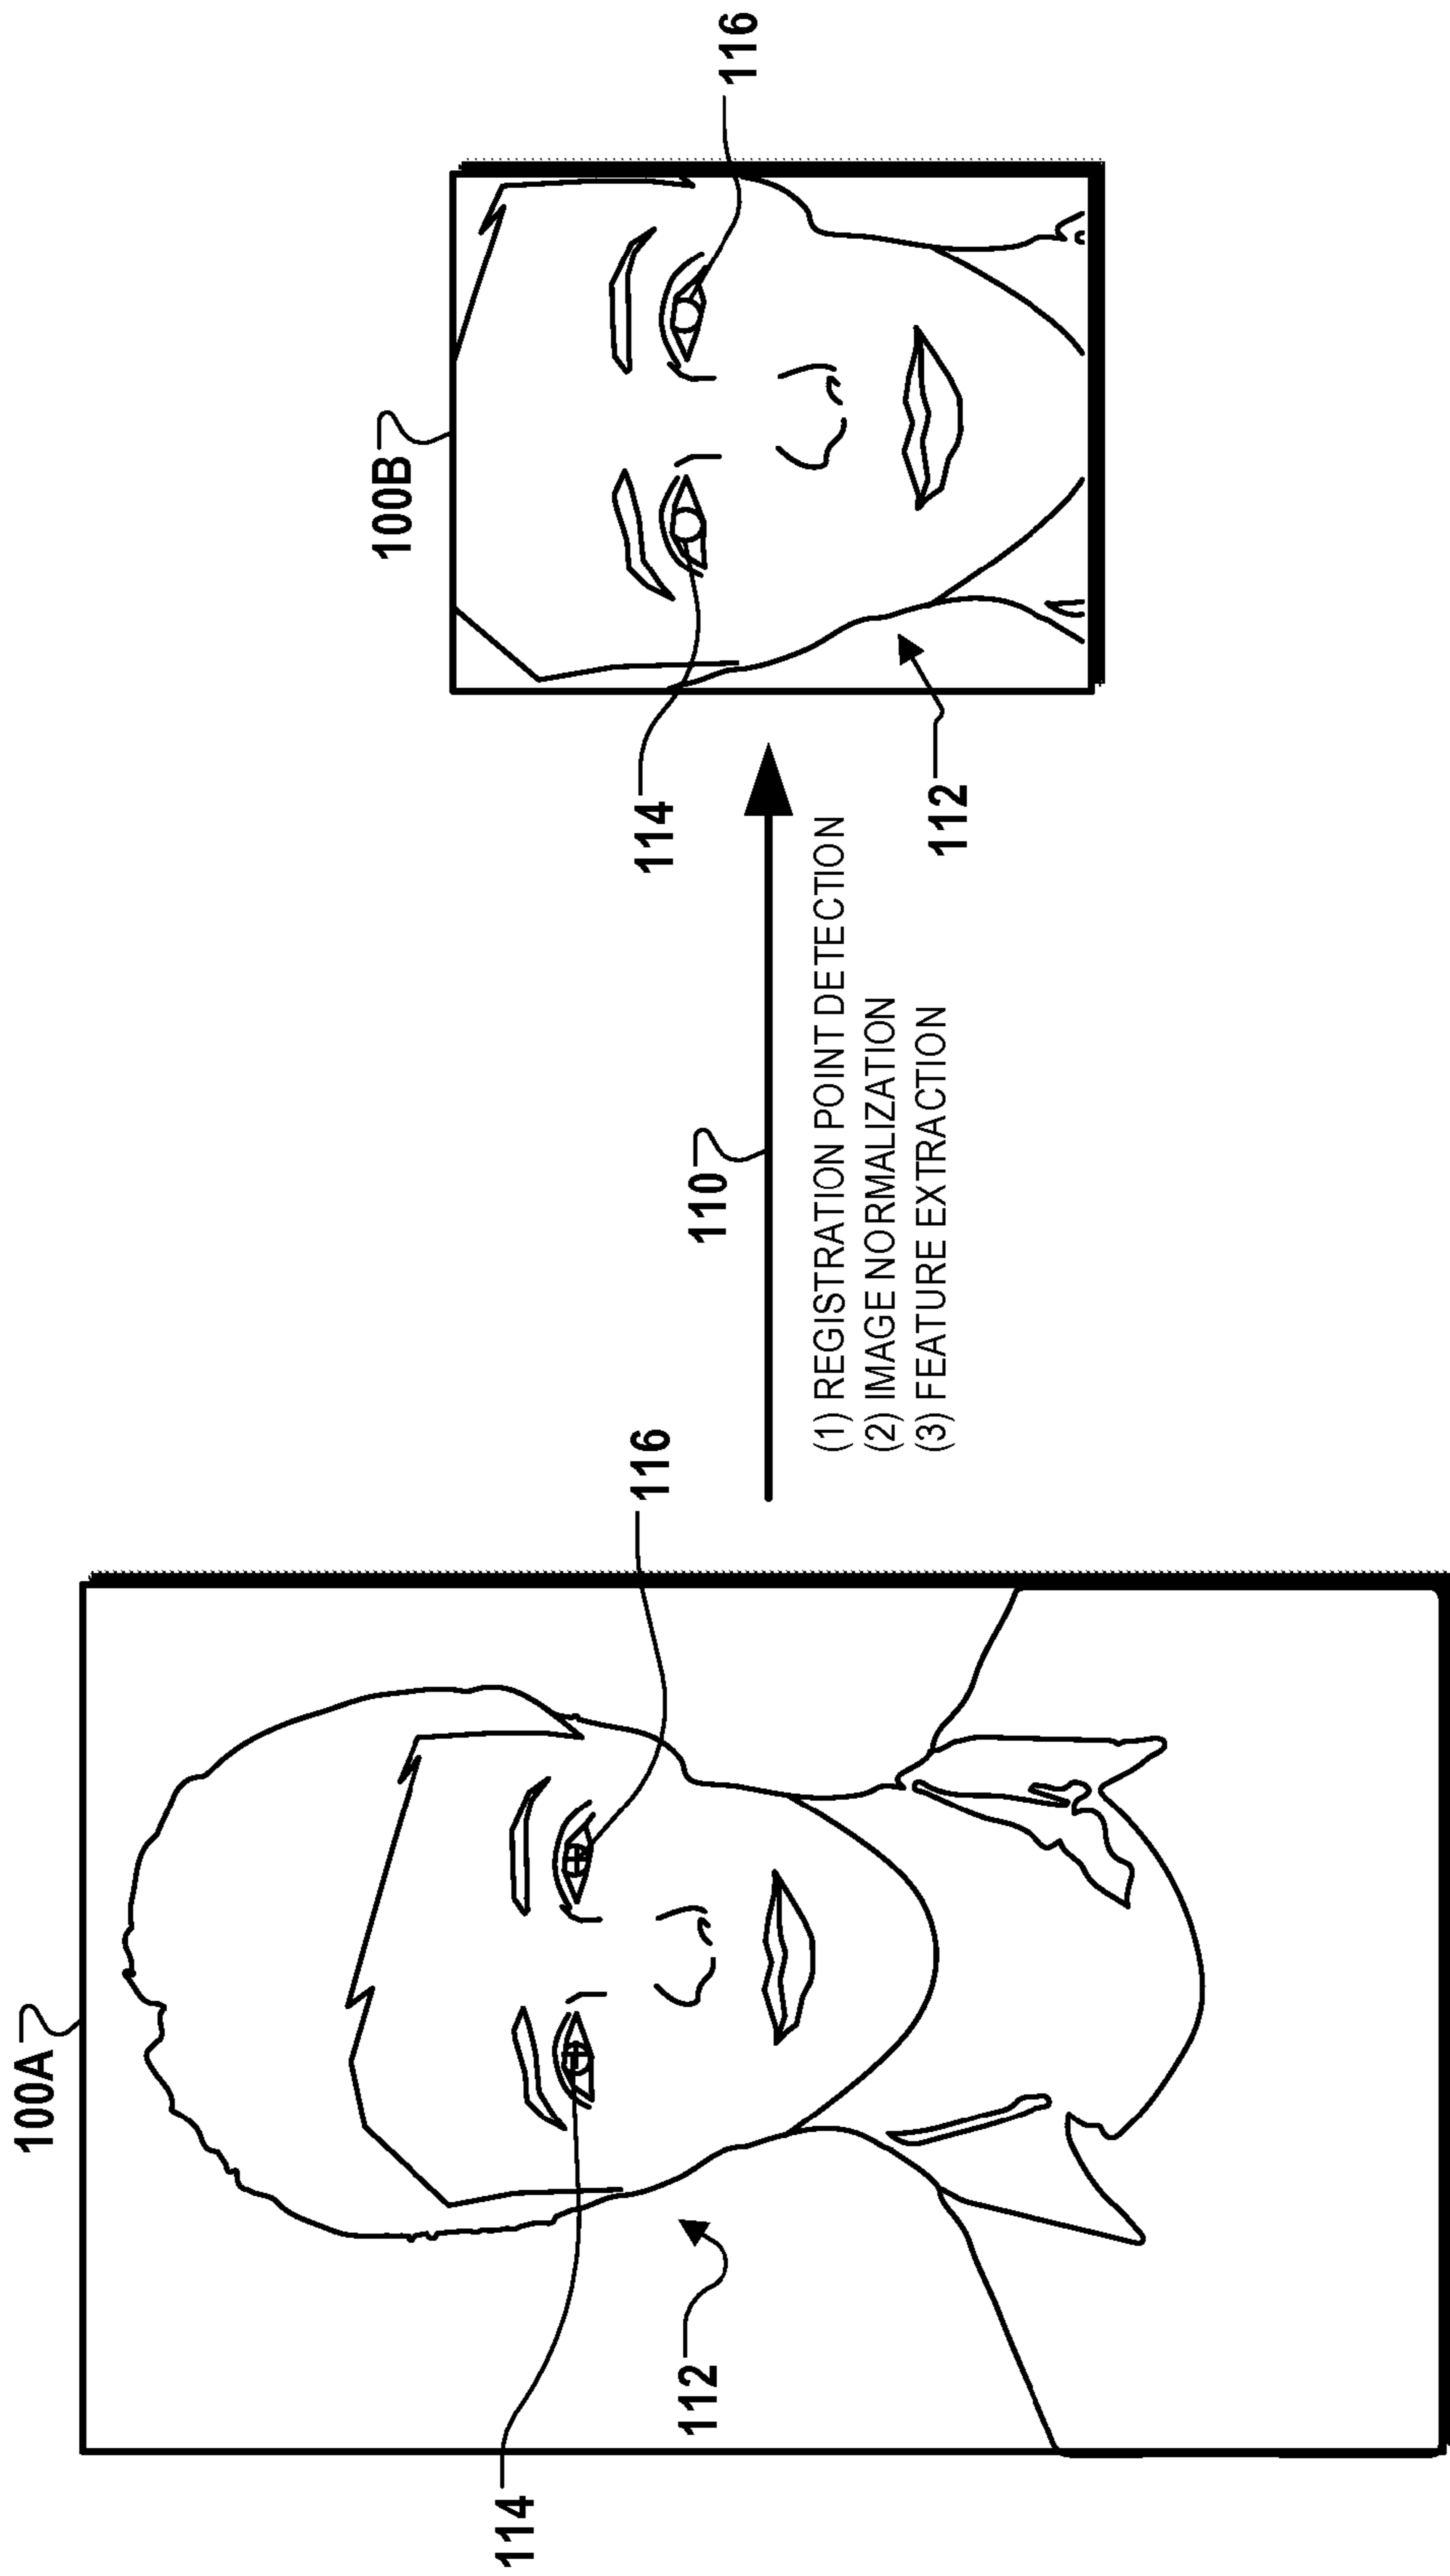 100A
114
112
116
110
(1) REGISTRATION POINT DETECTION
(2) IMAGE NORMALIZATION
(3) FEATURE EXTRACTION
100B
114
112
116